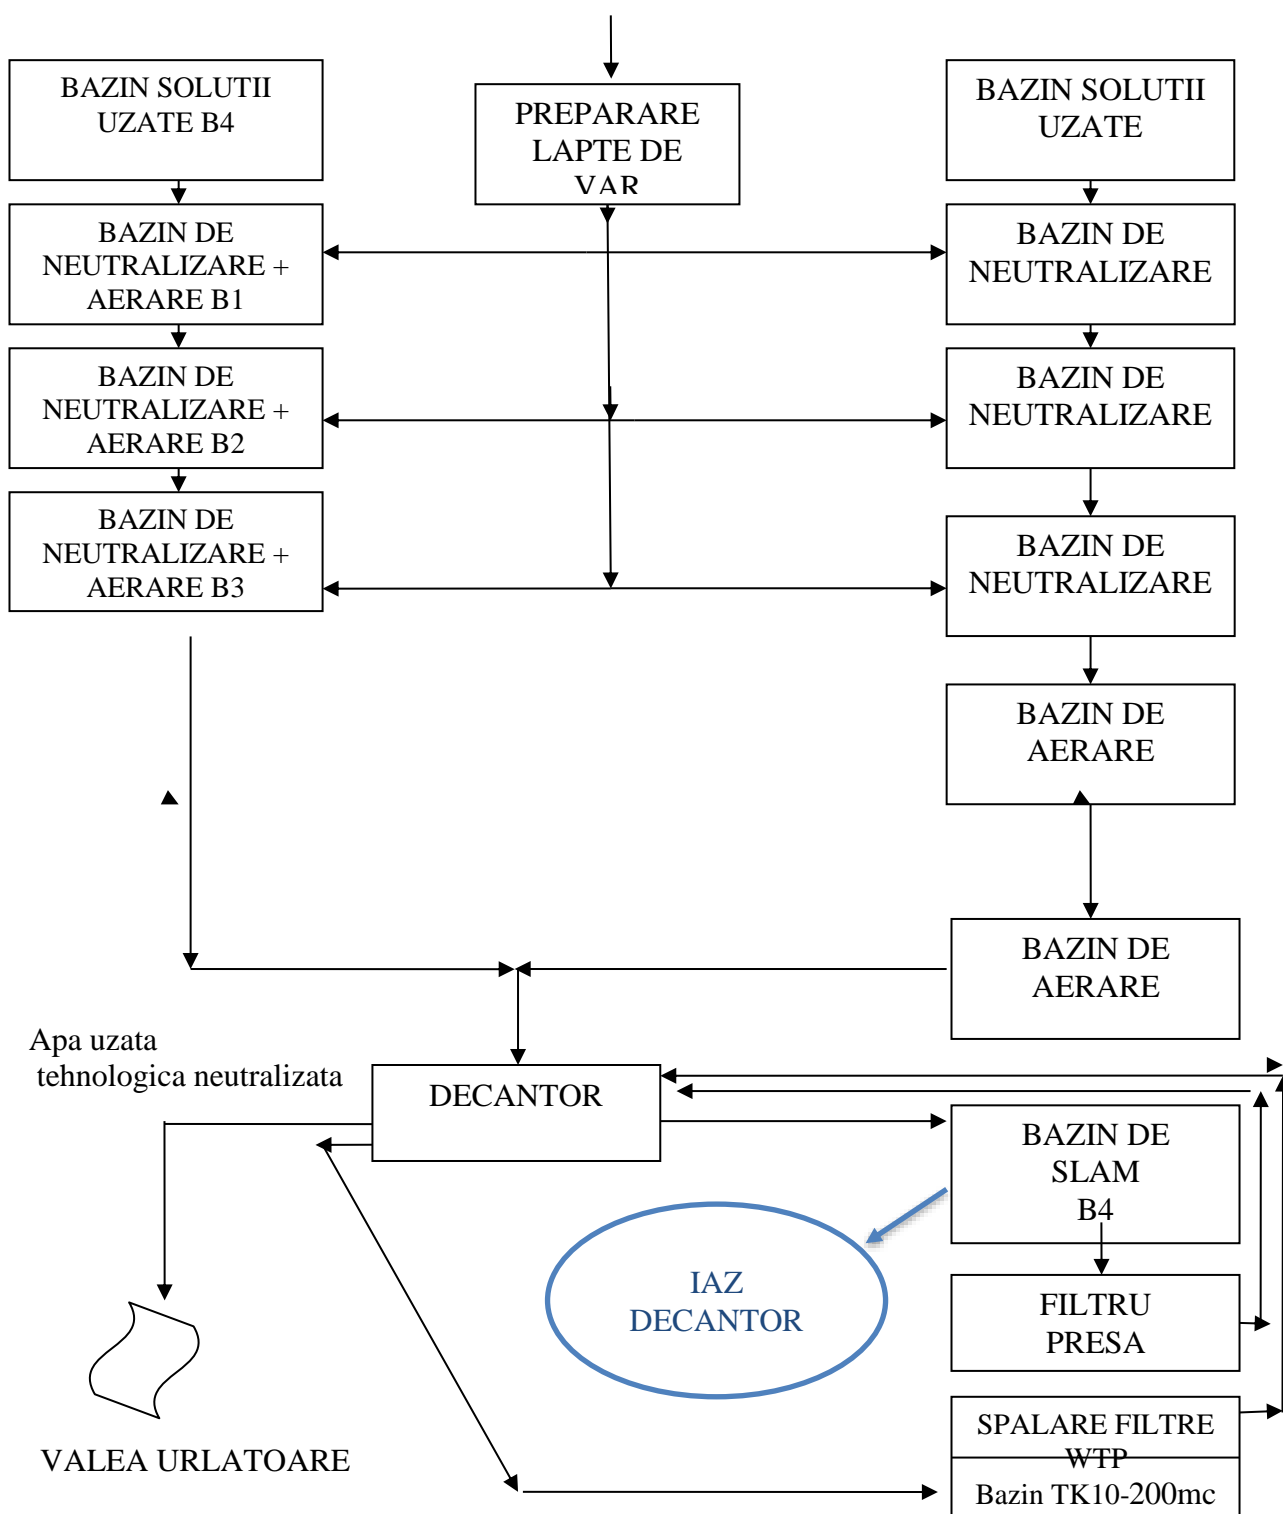 BAZIN SOLUTII
UZATE B4
PREPARARE
LAPTE DE
VAR
BAZIN SOLUTII
UZATE
BAZIN DE
NEUTRALIZARE +
AERARE B1
BAZIN DE
NEUTRALIZARE
BAZIN DE
NEUTRALIZARE +
AERARE B2
BAZIN DE
NEUTRALIZARE
BAZIN DE
NEUTRALIZARE +
AERARE B3
BAZIN DE
NEUTRALIZARE
BAZIN DE
AERARE
BAZIN DE
AERARE
Apa uzata
tehnologica neutralizata
DECANTOR
BAZIN DE
SLAM
B4
IAZ
DECANTOR
FILTRU
PRESA
VALEA URLATOARE
SPALARE FILTRE
WTP
Bazin TK10-200mc